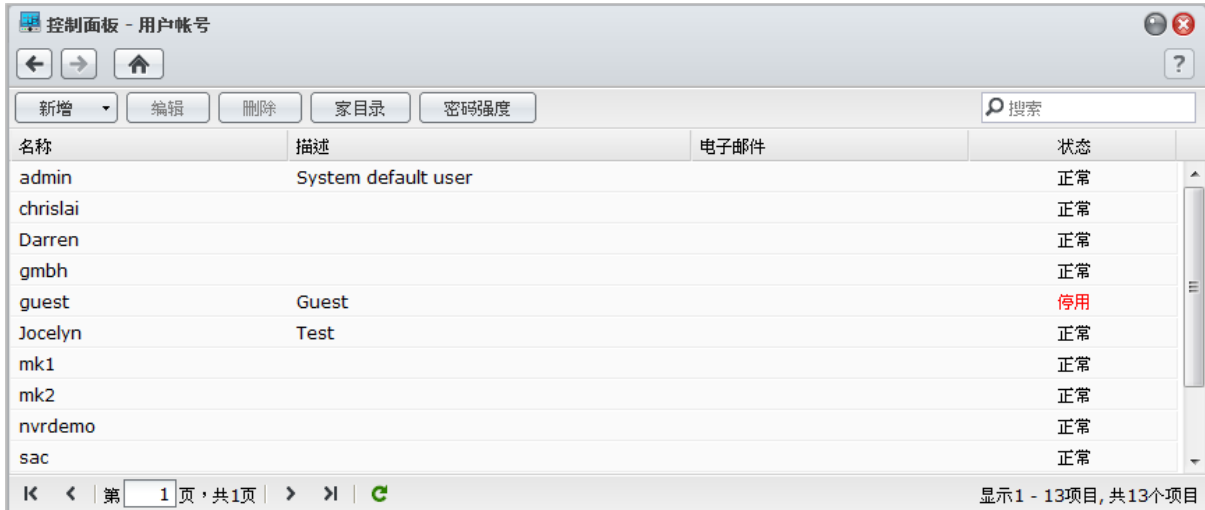 控制面板 - 用户帐号
?
新增 编辑 删除 家目录 密码强度 搜索
名称 描述 电子邮件 状态
admin System default user 正常
chrislai 正常
Darren 正常
gmbh 正常
guest Guest 停用
Jocelyn Test 正常
mk1 正常
mk2 正常
nvrdemo 正常
sac 正常
第 1 页，共1页 显示1 - 13项目, 共13个项目